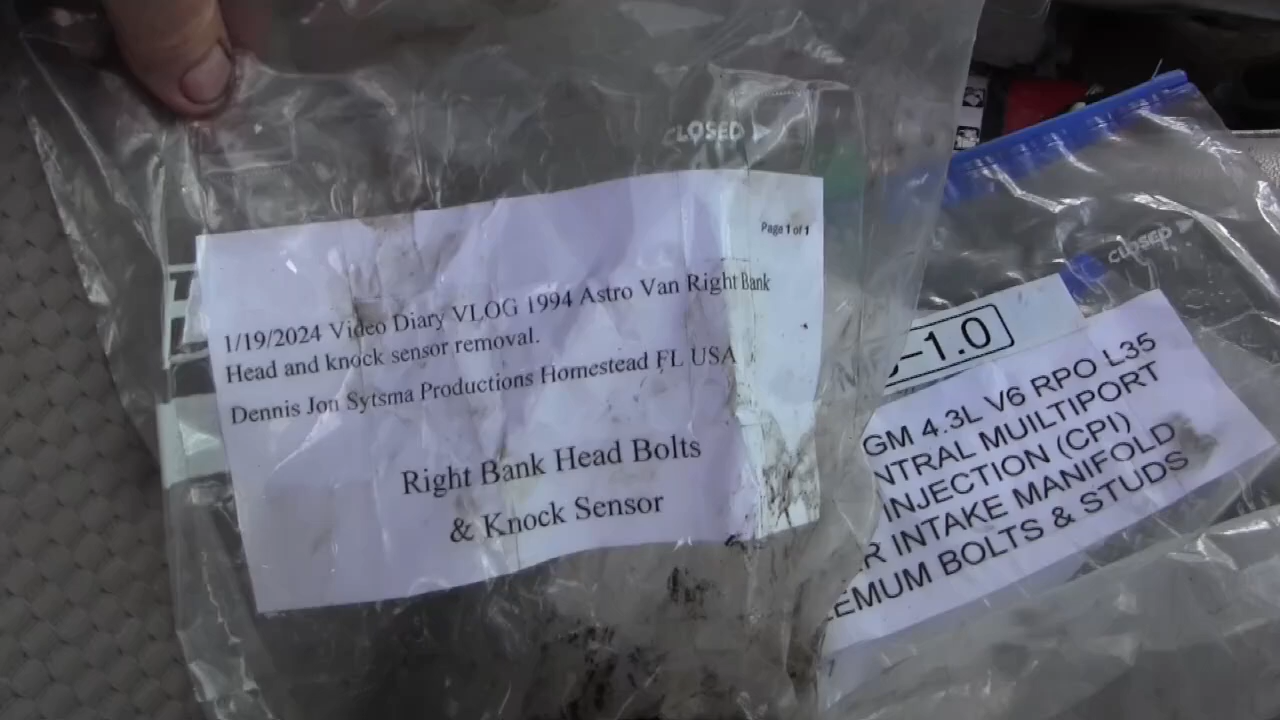 CLOSED
Page 1 of 1
1/19/2024 Video Diary VLOG 1994 Astro Van Right Bank
Head and knock sensor removal.
Dennis Jon Sytsma Productions Homestead FL USA
Right Bank Head Bolts
& Knock Sensor
CLOSED
-1.0
GM 4.3L V6 RPO L35
NTRAL MUILTIPORT
INJECTION (CPI)
R INTAKE MANIFOLD
EMUM BOLTS & STUDS